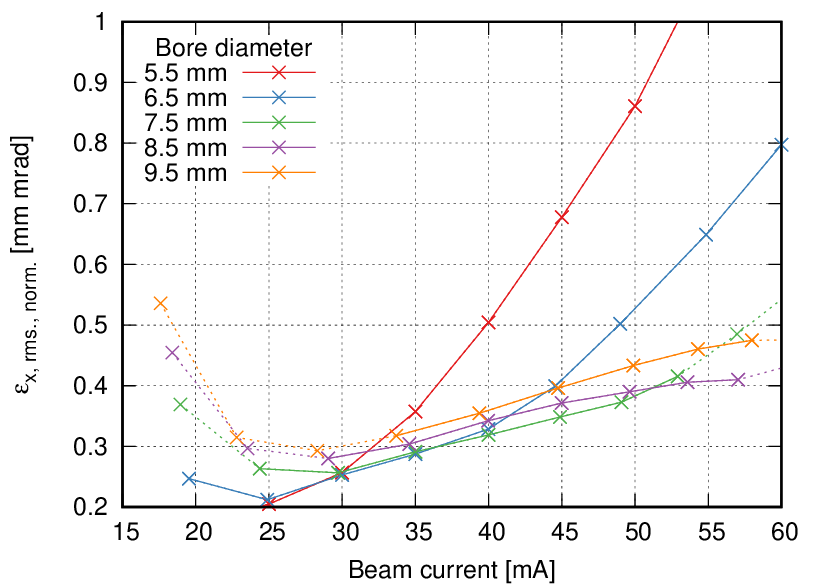 1
0.9
0.8
0.7
0.6
0.5
0.4
0.3
0.2
εx, rms., norm. [mm mrad]
Bore diameter
5.5 mm
6.5 mm
7.5 mm
8.5 mm
9.5 mm
15 20 25 30 35 40 45 50 55 60
Beam current [mA]